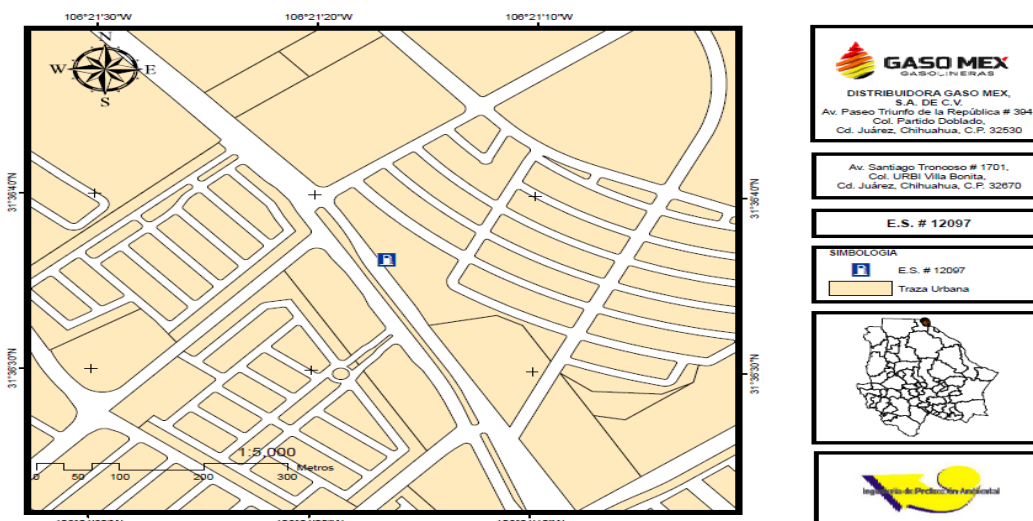 106°21'30"W 106°21'20"W 106°21'10"W
N
W E
S
31°36'40"N 31°36'40"N
31°36'30"N 31°36'30"N
1:5,000
Metros
0 50 100 200 300
GASO MEX
GASOLINERAS
DISTRIBUIDORA GASO MEX,
S.A. DE C.V.
Av. Paseo Triunfo de la República # 394
Col. Partido Doblado,
Cd. Juárez, Chihuahua, C.P. 32530
Av. Santiago Troncoso # 1701,
Col. URBI Villa Bonita,
Cd. Juárez, Chihuahua, C.P. 32670
E.S. # 12097
SIMBOLOGIA
E.S. # 12097
Traza Urbana
Ingeniería de Protección Ambiental